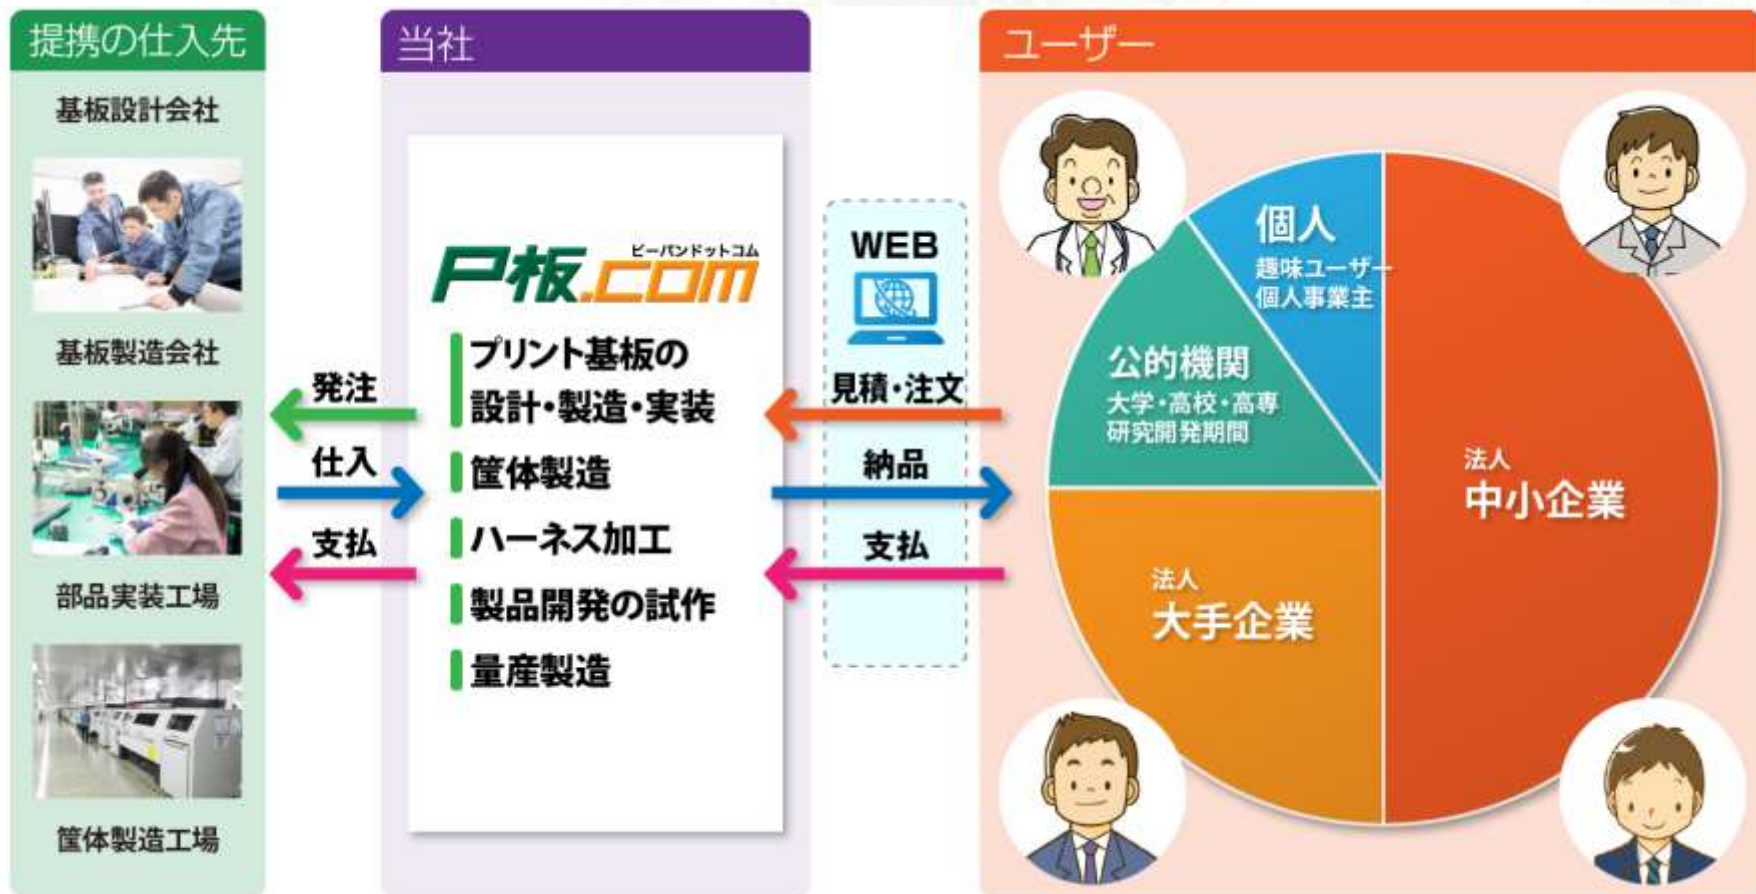 提携の仕入先
基板設計会社
基板製造会社
部品実装工場
筐体製造工場
発注
仕入
支払
当社
ピーバンドットコム
P板.com
プリント基板の
設計・製造・実装
筐体製造
ハーネス加工
製品開発の試作
量産製造
WEB
見積・注文
納品
支払
ユーザー
個人
趣味ユーザー
個人事業主
公的機関
大学・高校・高専
研究開発期間
法人
中小企業
法人
大手企業